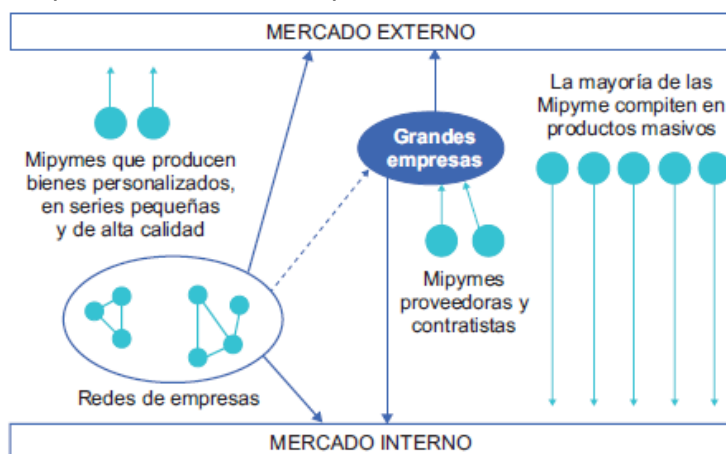 MERCADO EXTERNO
Mipymes que producen
bienes personalizados,
en series pequeñas
y de alta calidad
Grandes
empresas
La mayoría de las
Mipyme compiten en
productos masivos
Mipymes
proveedoras y
contratistas
Redes de empresas
MERCADO INTERNO